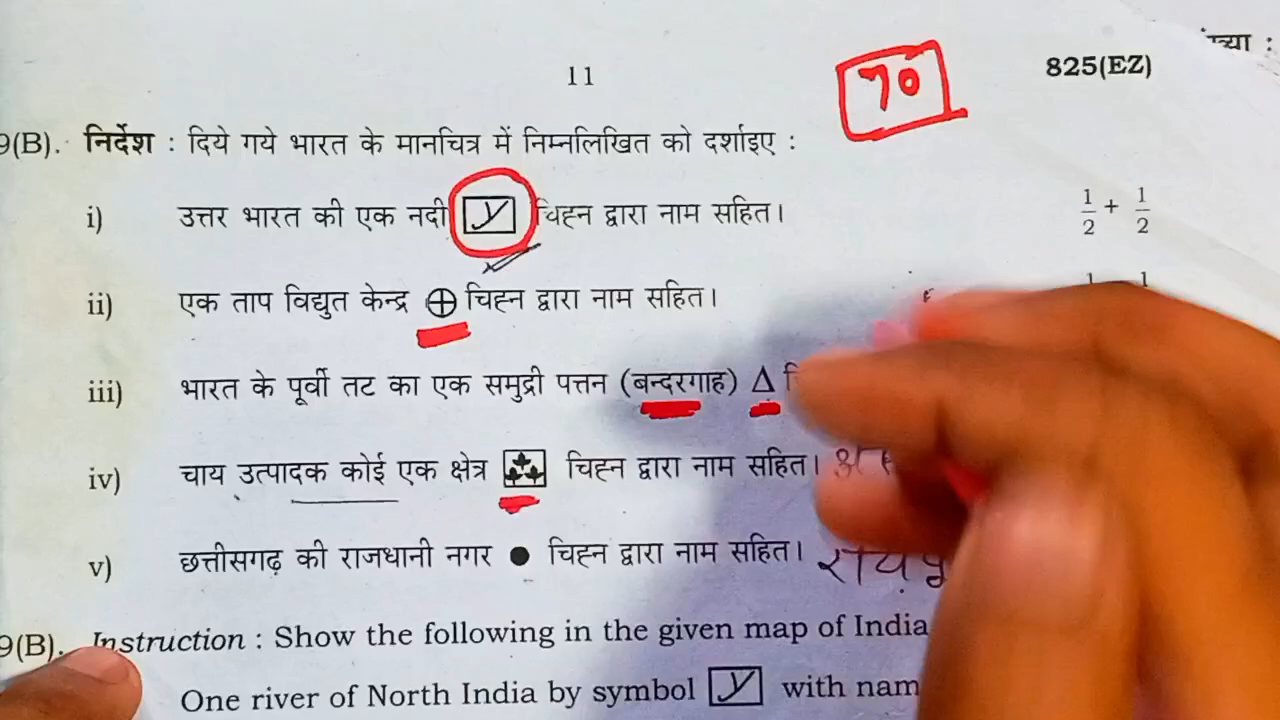 ंख्या :
11
70
825(EZ)
9(B). निर्देश : दिये गये भारत के मानचित्र में निम्नलिखित को दर्शाइए :
i) उत्तर भारत की एक नदी y चिह्न द्वारा नाम सहित। 1/2 + 1/2
ii) एक ताप विद्युत केन्द्र ⊕ चिह्न द्वारा नाम सहित।
iii) भारत के पूर्वी तट का एक समुद्री पत्तन (बन्दरगाह) Δ
iv) चाय उत्पादक कोई एक क्षेत्र चिह्न द्वारा नाम सहित।
v) छत्तीसगढ़ की राजधानी नगर ● चिह्न द्वारा नाम सहित। रायपु
9(B). Instruction : Show the following in the given map of India
One river of North India by symbol y with nam